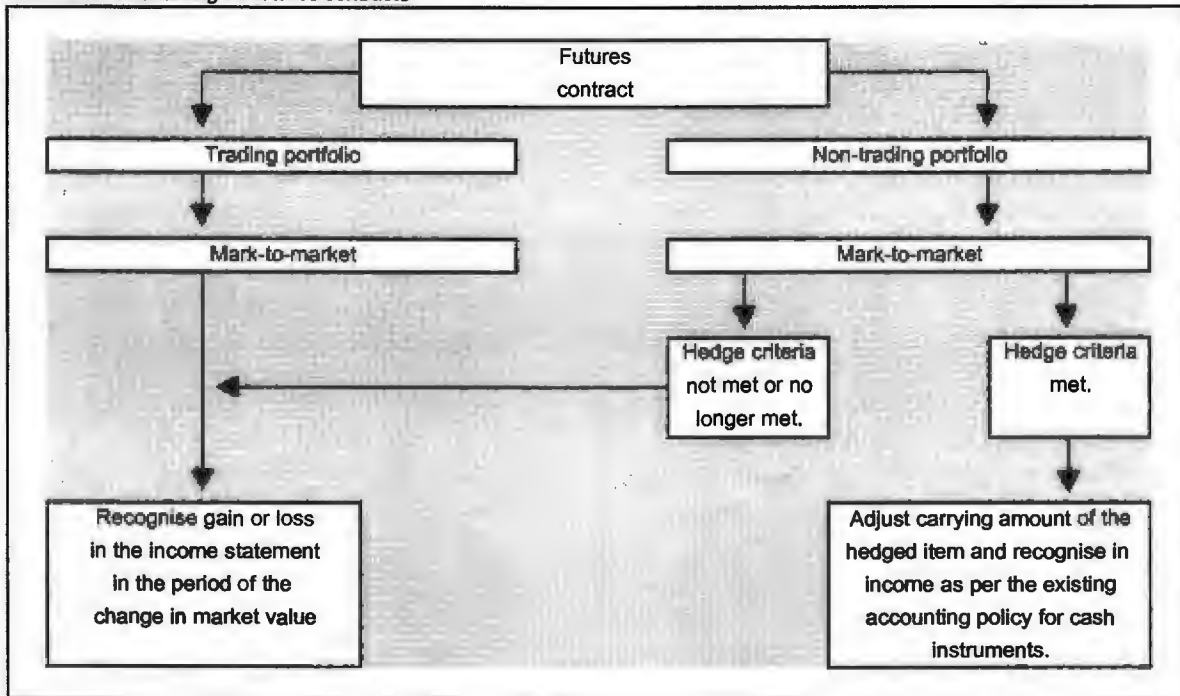 Futures
contract
Trading portfolio
Non-trading portfolio
Mark-to-market
Mark-to-market
Hedge criteria
not met or no
longer met.
Hedge criteria
met.
Recognise gain or loss
in the income statement
in the period of the
change in market value
Adjust carrying amount of the
hedged item and recognise in
income as per the existing
accounting policy for cash
instruments.